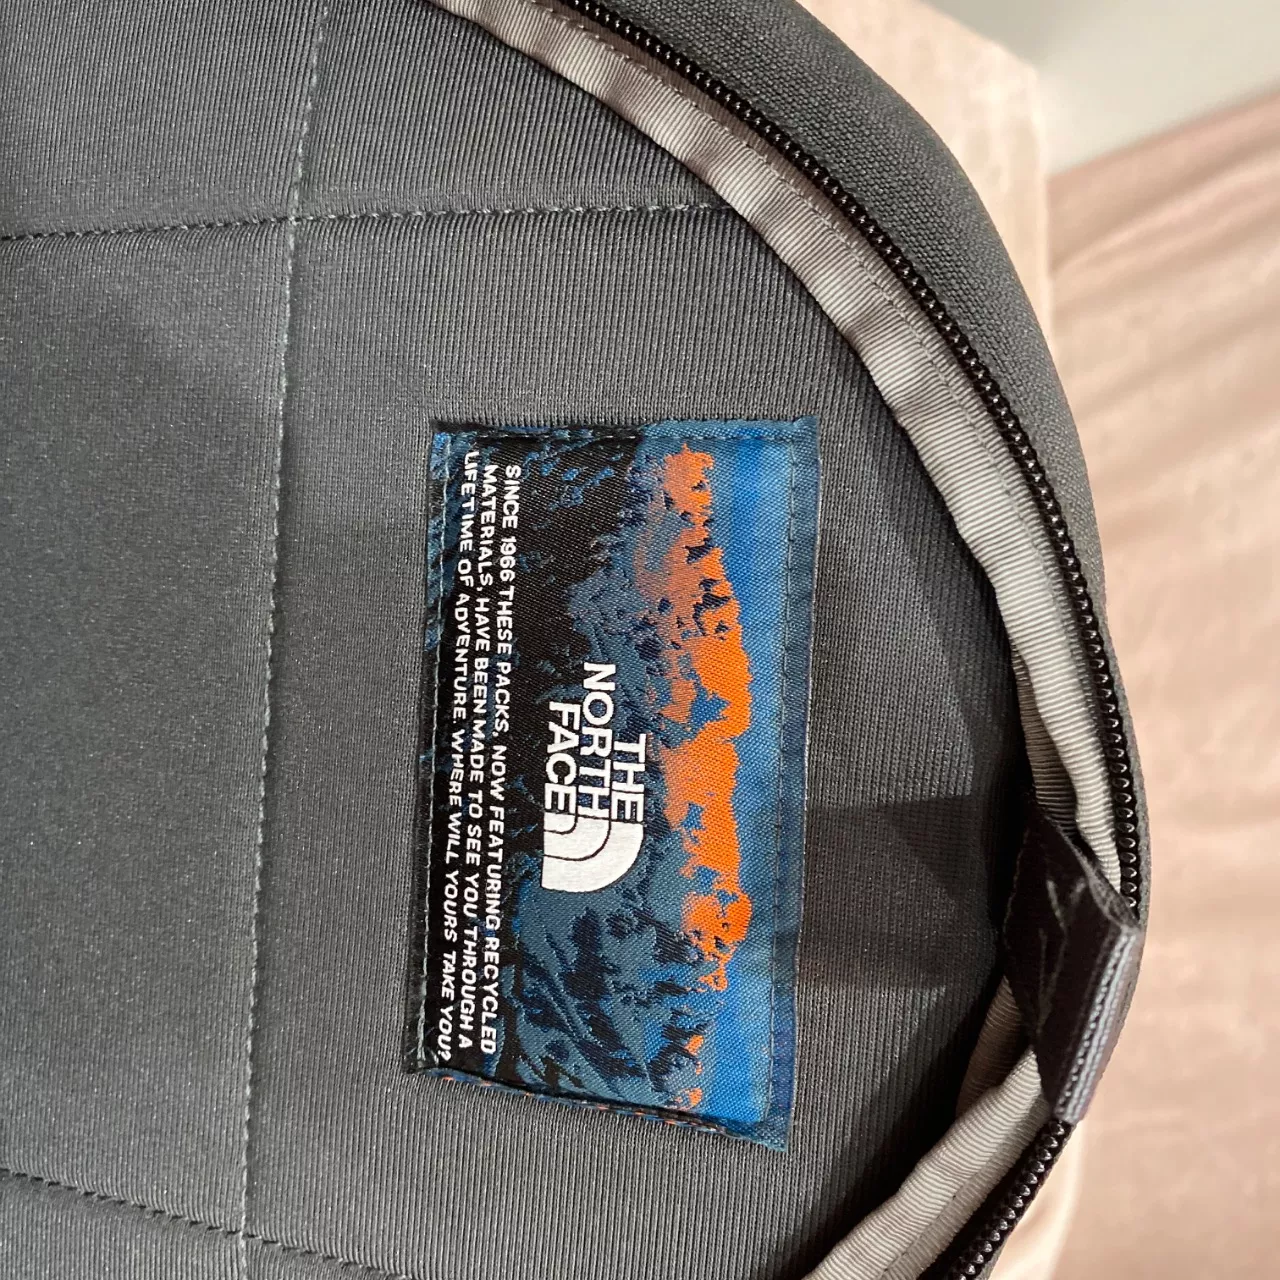 THE
NORTH
FACE
SINCE 1966 THESE PACKS, NOW FEATURING RECYCLED
MATERIALS, HAVE BEEN MADE TO SEE YOU THROUGH A
LIFETIME OF ADVENTURE. WHERE WILL YOURS TAKE YOU?